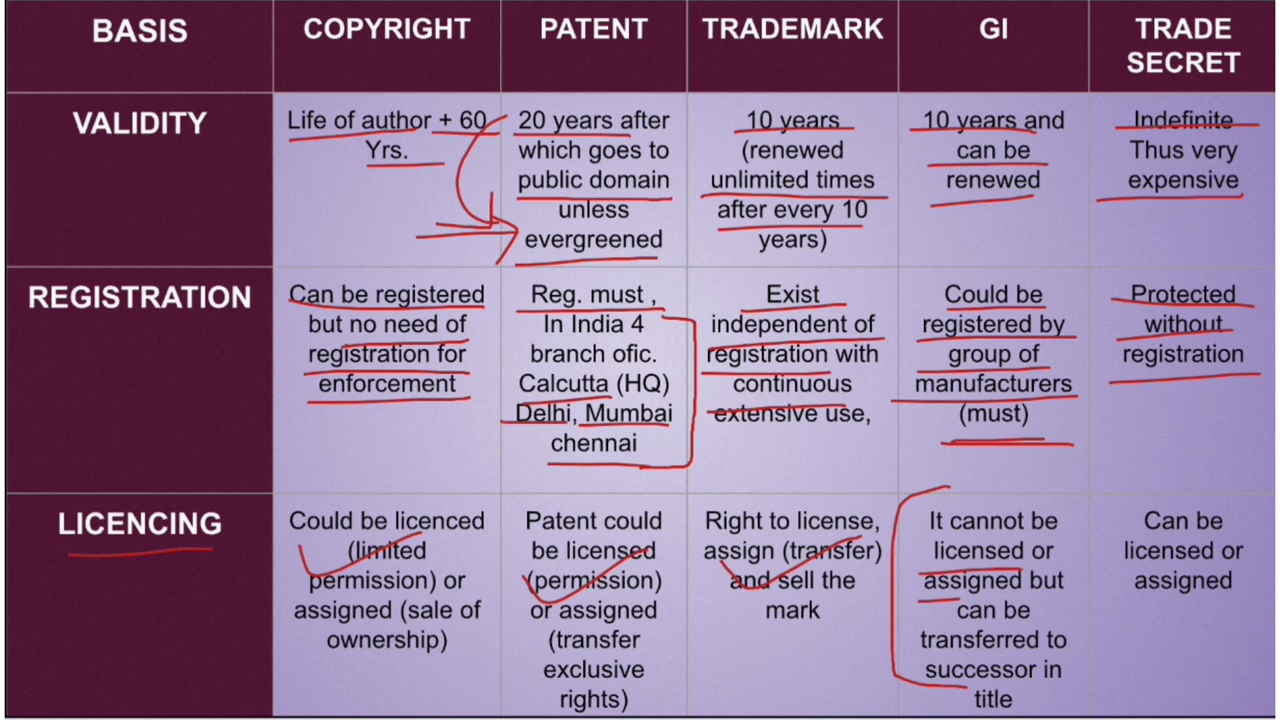 BASIS
COPYRIGHT
PATENT
TRADEMARK
GI
TRADE
SECRET
VALIDITY
Life of author + 60
Yrs.
20 years after
which goes to
public domain
unless
evergreened
10 years
(renewed
unlimited times
after every 10
years)
10 years and
can be
renewed
Indefinite
Thus very
expensive
REGISTRATION
Can be registered
but no need of
registration for
enforcement
Reg. must ,
In India 4
branch ofic.
Calcutta (HQ)
Delhi, Mumbai
chennai
Exist
independent of
registration with
continuous
extensive use,
Could be
registered by
group of
manufacturers
(must)
Protected
without
registration
LICENCING
Could be licenced
(limited
permission) or
assigned (sale of
ownership)
Patent could
be licensed
(permission)
or assigned
(transfer
exclusive
rights)
Right to license,
assign (transfer)
and sell the
mark
It cannot be
licensed or
assigned but
can be
transferred to
successor in
title
Can be
licensed or
assigned